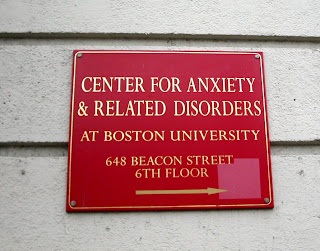 CENTER FOR ANXIETY
& RELATED DISORDERS
AT BOSTON UNIVERSITY
648 BEACON STREET
6TH FLOOR